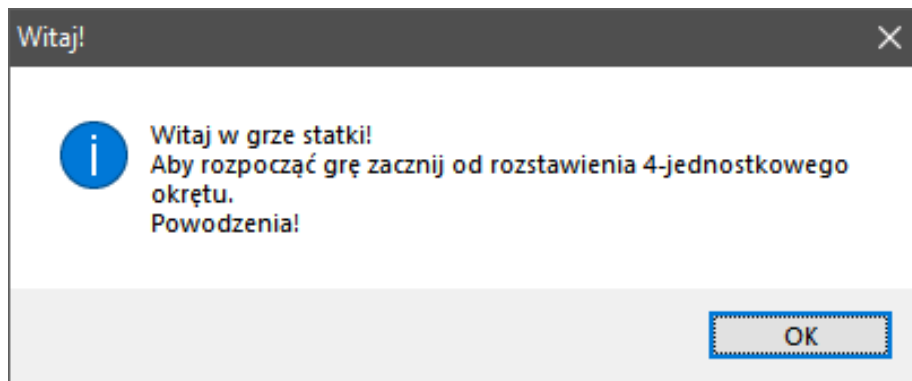 Witaj!
Witaj w grze statki!
Aby rozpocząć grę zacznij od rozstawienia 4-jednostkowego
okrętu.
Powodzenia!
OK